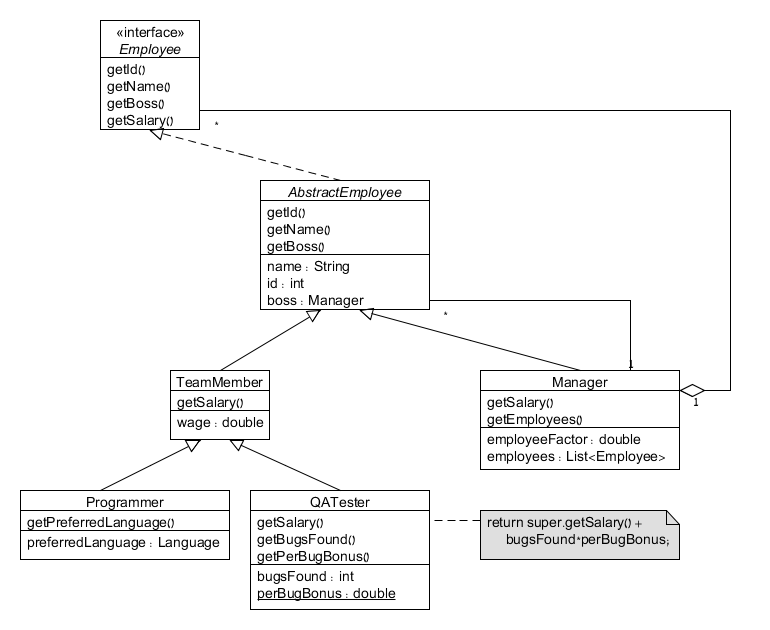 «interface»
Employee
getId()
getName()
getBoss()
getSalary()
*
AbstractEmployee
getId()
getName()
getBoss()
name : String
id : int
boss : Manager
*
1
TeamMember
getSalary()
wage : double
Manager
getSalary()
getEmployees()
employeeFactor : double
employees : List<Employee>
1
Programmer
getPreferredLanguage()
preferredLanguage : Language
QATester
getSalary()
getBugsFound()
getPerBugBonus()
bugsFound : int
perBugBonus : double
return super.getSalary() +
bugsFound*perBugBonus;